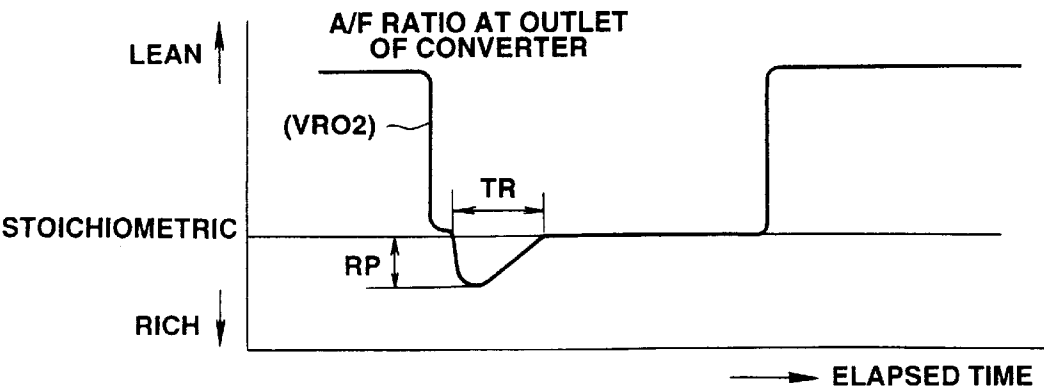 A/F RATIO AT OUTLET
OF CONVERTER
LEAN
(VRO2)
TR
STOICHIOMETRIC
RP
RICH
ELAPSED TIME